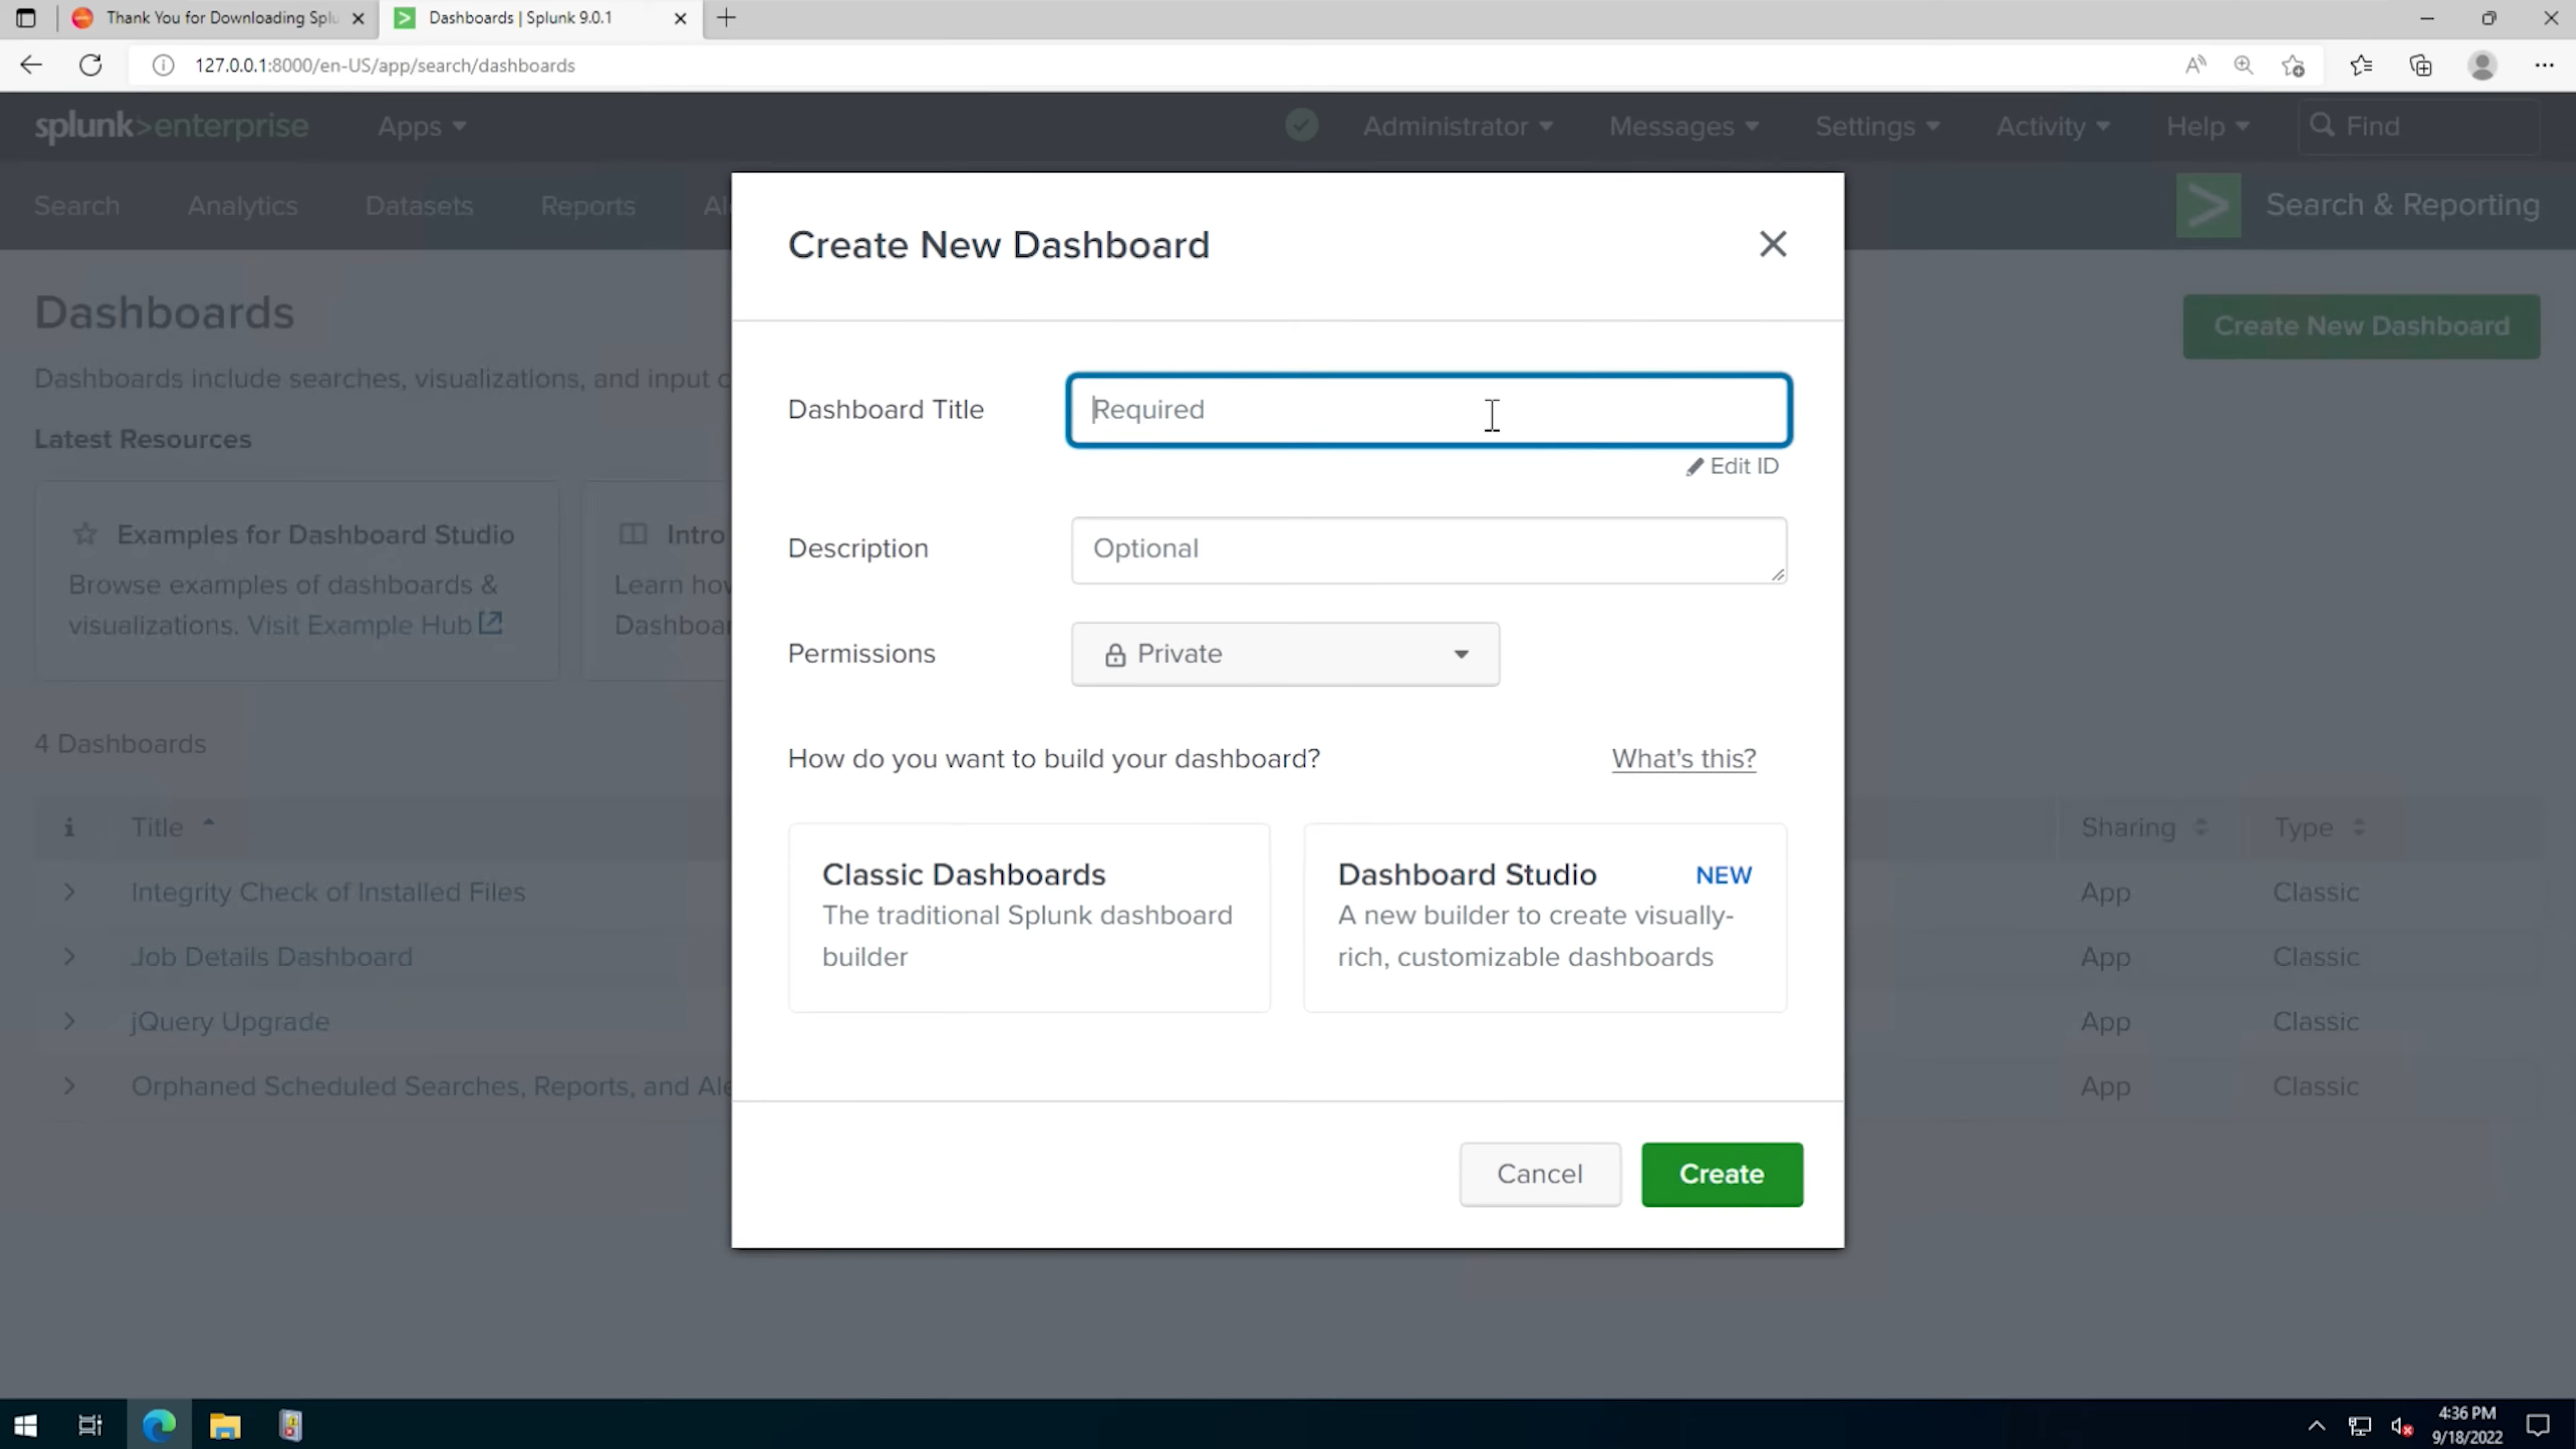 Thank You for Downloading Splu
Dashboards | Splunk 9.0.1
127.0.0.1:8000/en-US/app/search/dashboards
splunk>enterprise
Apps
Administrator
Messages
Settings
Activity
Help
Find
Search
Analytics
Datasets
Reports
Al
Search & Reporting
Dashboards
Create New Dashboard
Dashboards include searches, visualizations, and input c
Latest Resources
Examples for Dashboard Studio
Browse examples of dashboards &
visualizations. Visit Example Hub
Intro
Learn how
Dashboar
4 Dashboards
i
Title
Sharing
Type
Integrity Check of Installed Files
App
Classic
Job Details Dashboard
App
Classic
jQuery Upgrade
App
Classic
Orphaned Scheduled Searches, Reports, and Ale
App
Classic
Create New Dashboard
Dashboard Title
Required
Edit ID
Description
Optional
Permissions
Private
How do you want to build your dashboard?
What's this?
Classic Dashboards
The traditional Splunk dashboard
builder
Dashboard Studio
NEW
A new builder to create visually-
rich, customizable dashboards
Cancel
Create
4:36 PM
9/18/2022